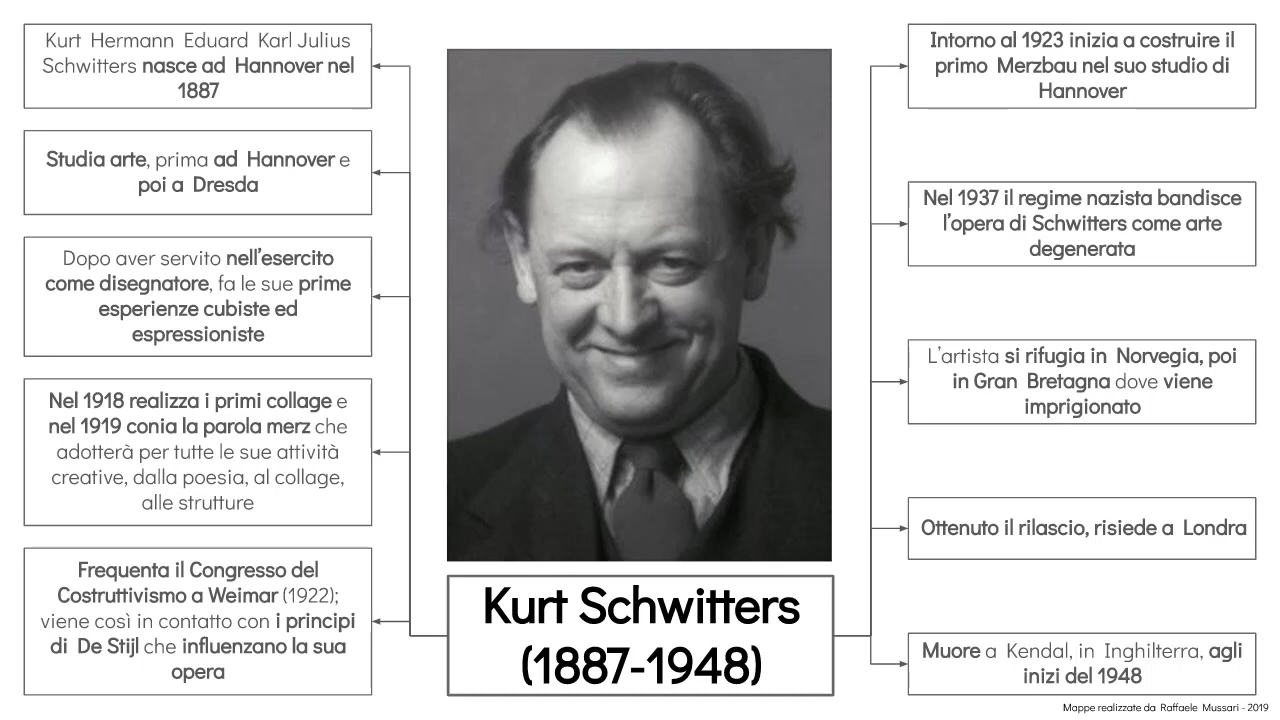 Kurt Hermann Eduard Karl Julius
Schwitters nasce ad Hannover nel
1887
Studia arte, prima ad Hannover e
poi a Dresda
Dopo aver servito nell'esercito
come disegnatore, fa le sue prime
esperienze cubiste ed
espressioniste
Nel 1918 realizza i primi collage e
nel 1919 conia la parola merz che
adotterà per tutte le sue attività
creative, dalla poesia, al collage,
alle strutture
Frequenta il Congresso del
Costruttivismo a Weimar (1922);
viene così in contatto con i principi
di De Stijl che influenzano la sua
opera
Kurt Schwitters
(1887-1948)
Intorno al 1923 inizia a costruire il
primo Merzbau nel suo studio di
Hannover
Nel 1937 il regime nazista bandisce
l'opera di Schwitters come arte
degenerata
L'artista si rifugia in Norvegia, poi
in Gran Bretagna dove viene
imprigionato
Ottenuto il rilascio, risiede a Londra
Muore a Kendal, in Inghilterra, agli
inizi del 1948
Mappe realizzate da Raffaele Mussari - 2019